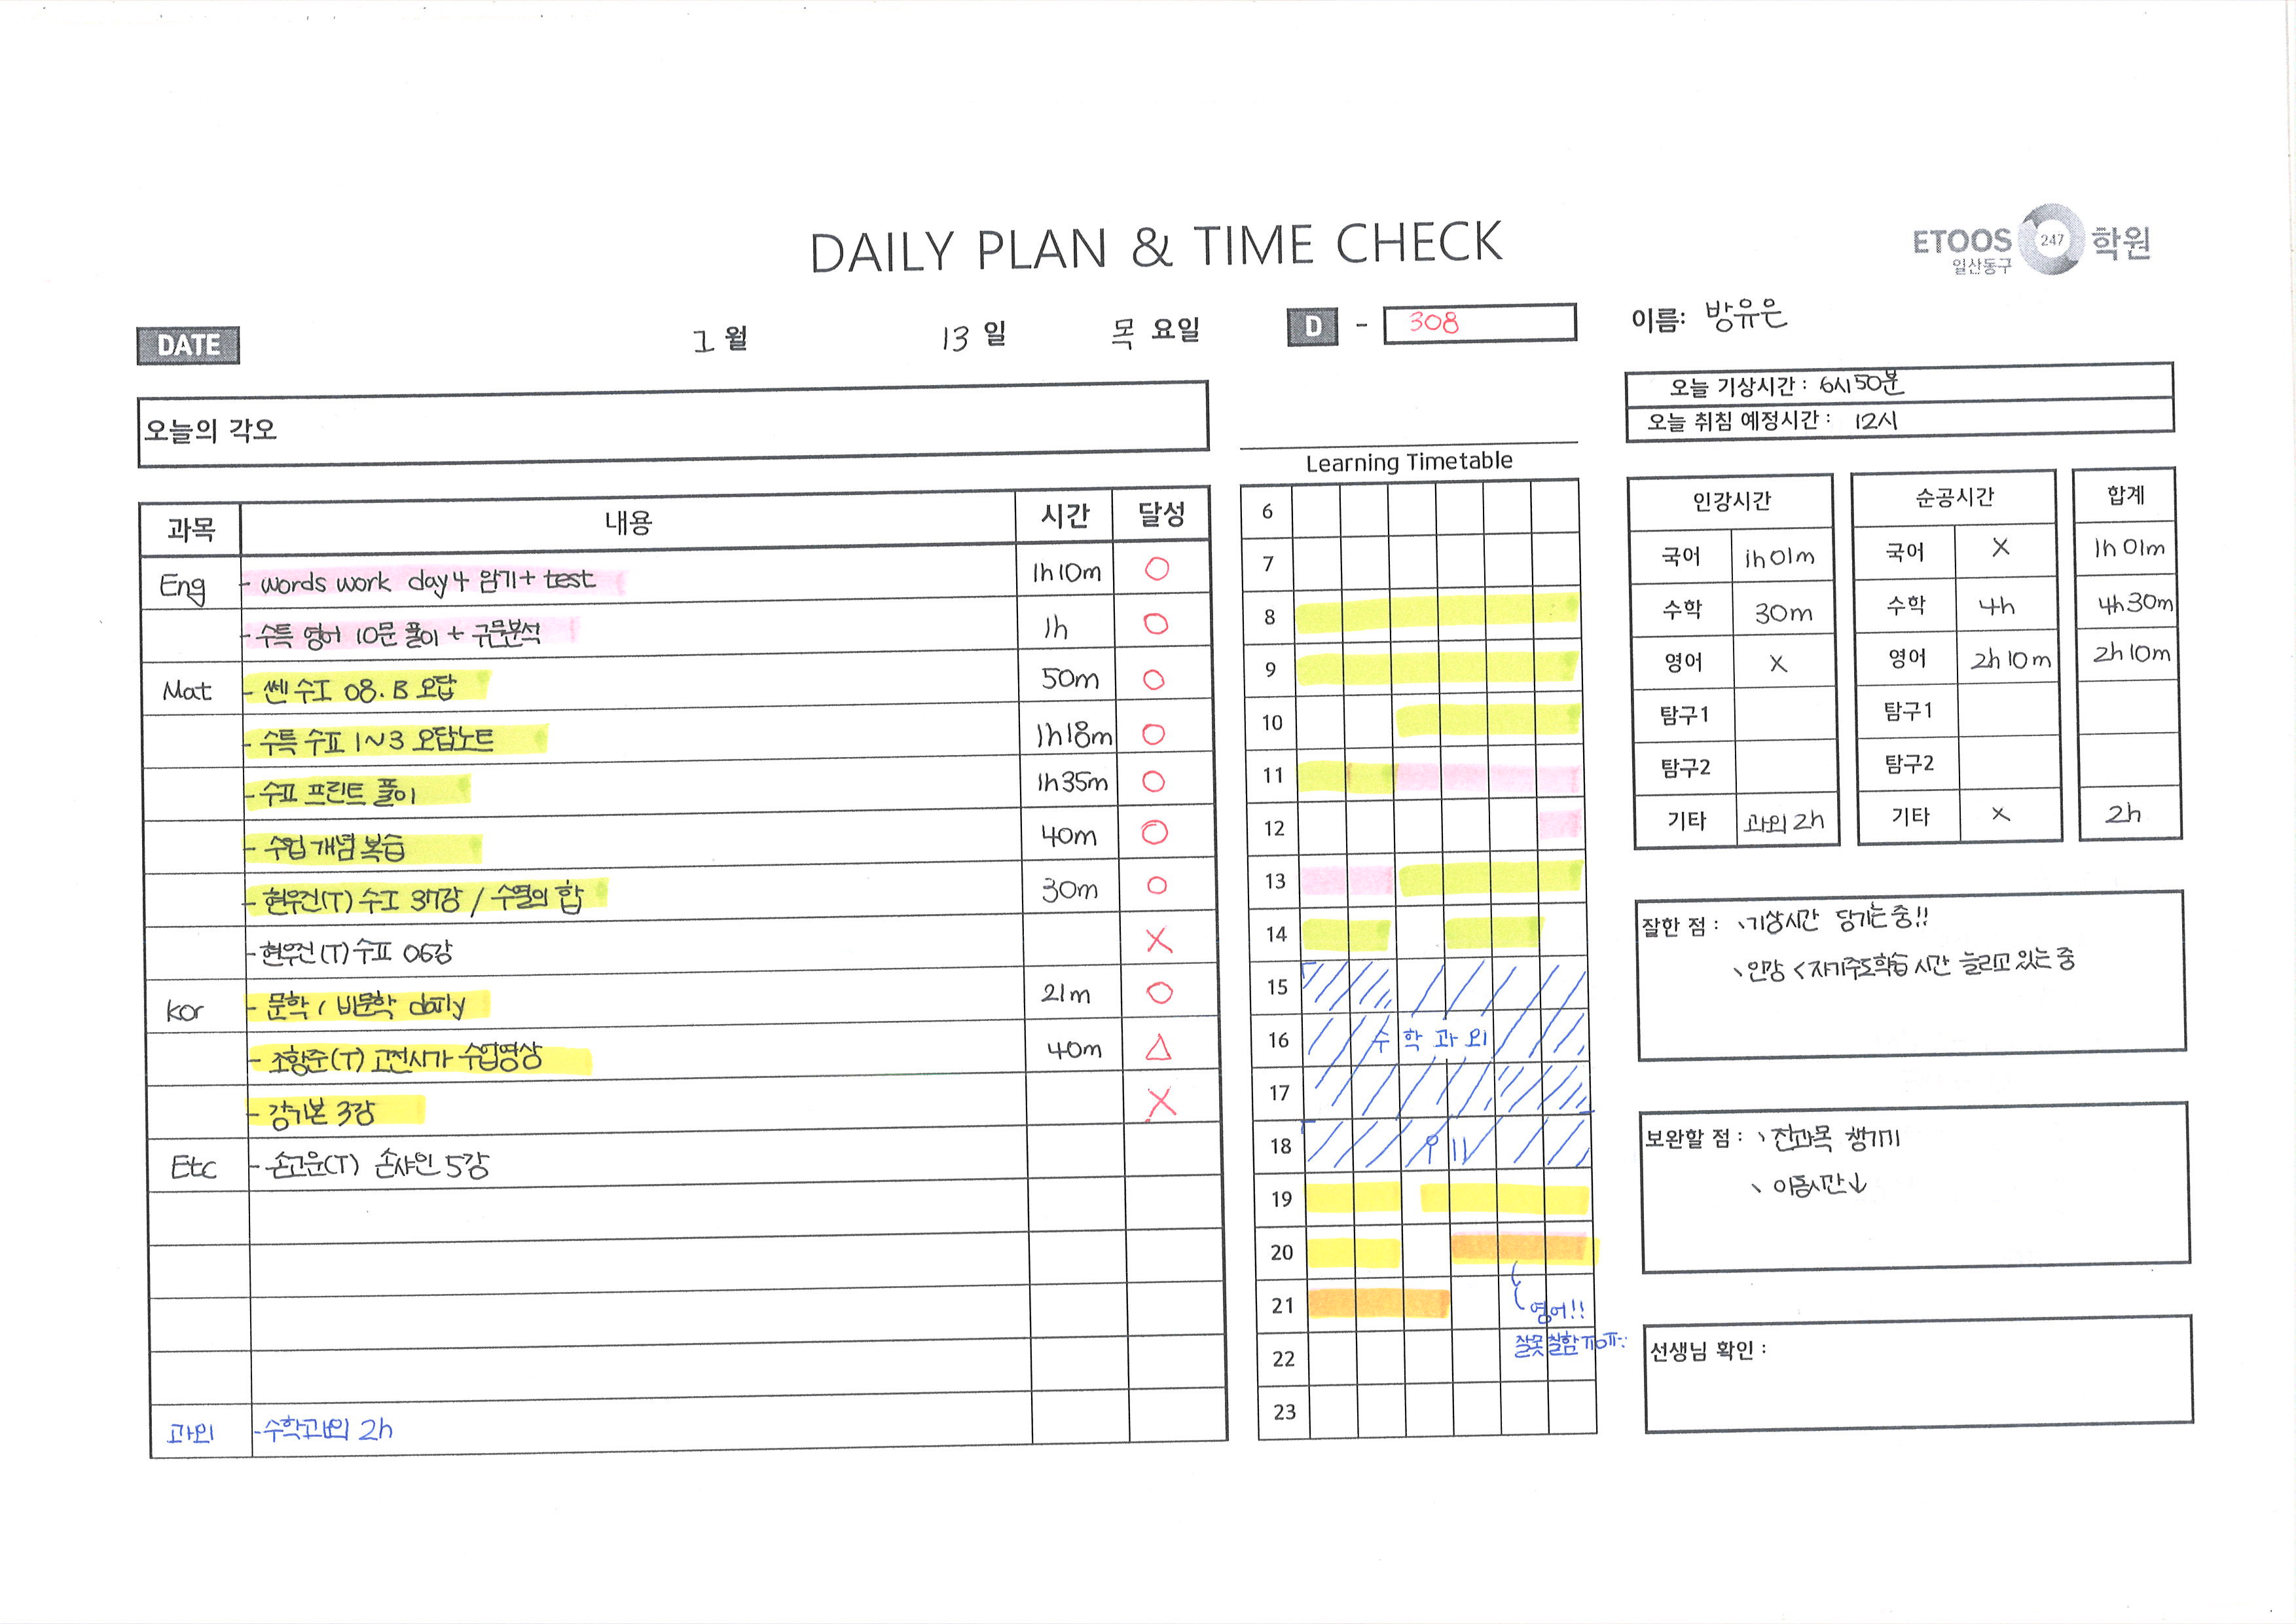 DAILY PLAN & TIME CHECK
ETOOS 247 학원
일산동구
DATE 1 월 13 일 목 요일 D - 308 이름: 방유은
오늘의 각오
오늘 기상시간 : 6시 50분
오늘 취침 예정시간 : 12시
과목 내용 시간 달성
Eng - words work day 4 암기 + test 1h 10m ○
- 수특 영어 10문 풀이 + 구문분석 1h ○
Mat - 쎈 수Ⅰ 08. B 오답 50m ○
- 수특 수Ⅱ 1~3 오답노트 1h 18m ○
- 수Ⅱ 프린트 풀이 1h 35m ○
- 수업 개념 복습 40m ○
- 현우진(T) 수Ⅰ 37강 / 수열의 합 30m ○
- 현우진(T) 수Ⅱ 06강 X
kor - 문학 / 비문학 daily 21m ○
- 조항준(T) 고전시가 수업영상 40m △
- 강기본 3강 X
Etc - 손고운(T) 손샤인 5강
과외 - 수학과외 2h
Learning Timetable
6
7
8
9
10
11
12
13
14
15
16 수학과외
17
18
19
20
21 영어!!
22 잘못 칠함 ㅠㅇㅠ
23
인강시간 순공시간 합계
국어 1h 01m 국어 X 1h 01m
수학 30m 수학 4h 4h 30m
영어 X 영어 2h 10m 2h 10m
탐구1 탐구1
탐구2 탐구2
기타 과외 2h 기타 X 2h
잘한 점 : 기상시간 당기는 중!!
인강 < 자기주도학습 시간 늘리고 있는 중
보완할 점 : 전과목 챙기기
이동시간↓
선생님 확인 :